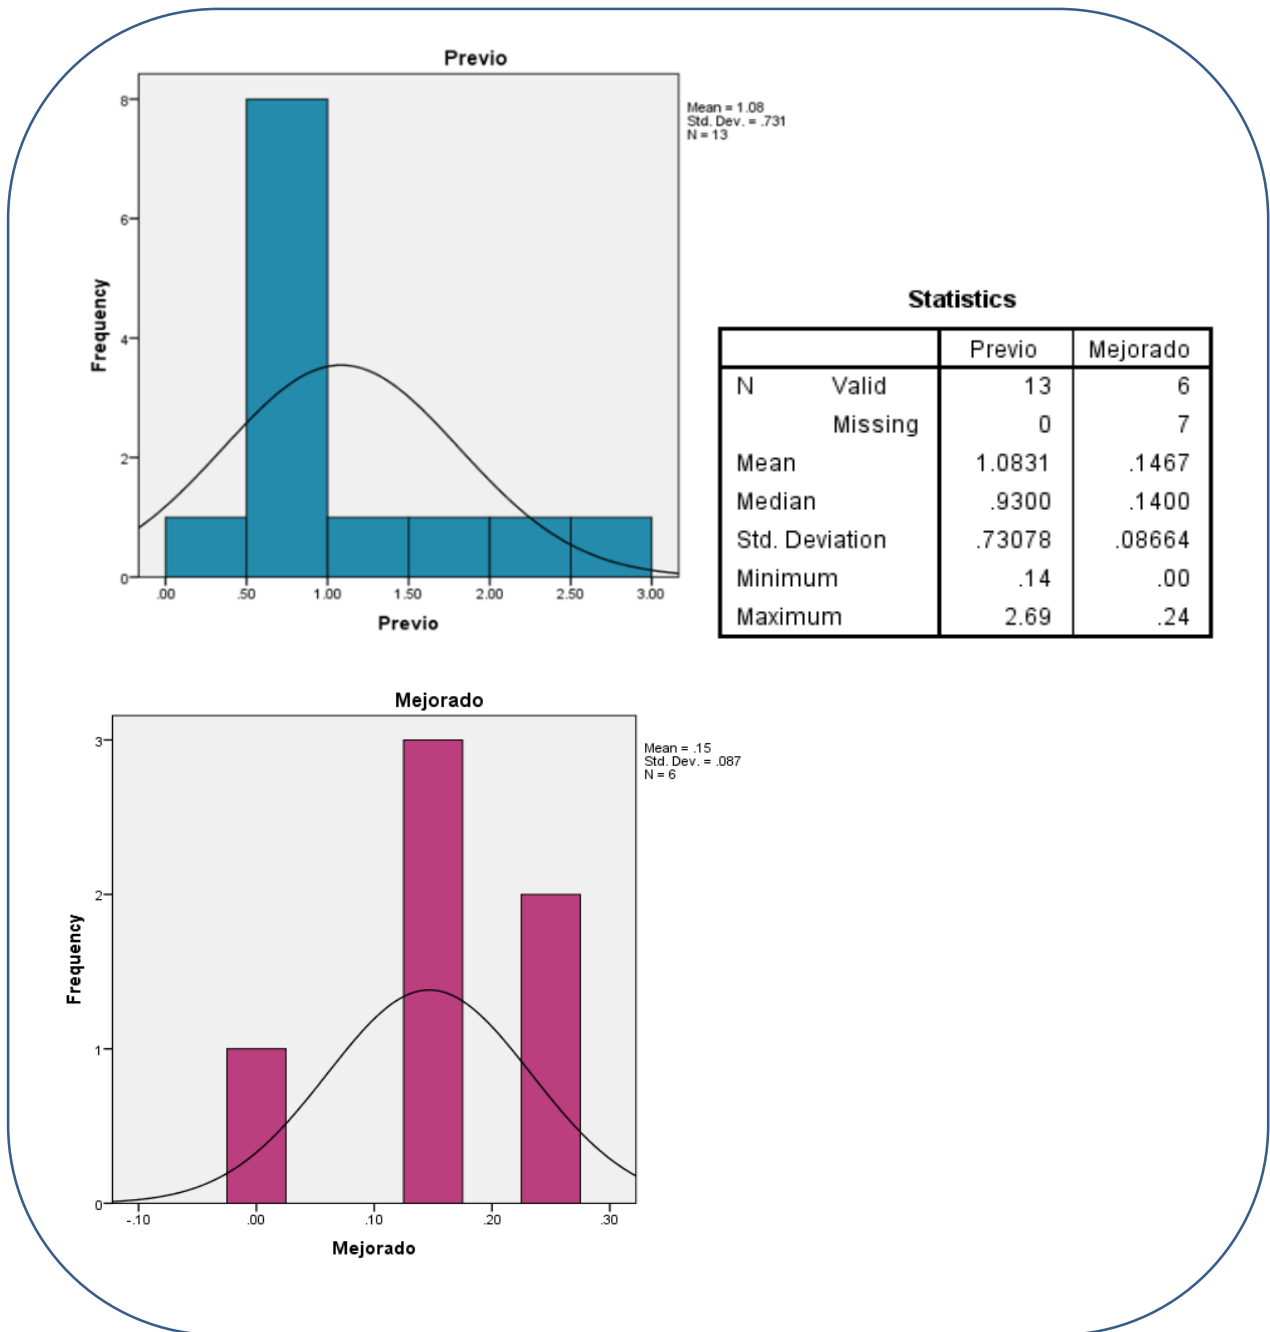 Previo
Mean = 1.08
Std. Dev. = .731
N = 13
8
6
4
2
0
Frequency
.00 .50 1.00 1.50 2.00 2.50 3.00
Previo
Statistics
Previo Mejorado
N Valid 13 6
Missing 0 7
Mean 1.0831 .1467
Median .9300 .1400
Std. Deviation .73078 .08664
Minimum .14 .00
Maximum 2.69 .24
Mejorado
Mean = .15
Std. Dev. = .087
N = 6
3
2
1
0
Frequency
-.10 .00 .10 .20 .30
Mejorado